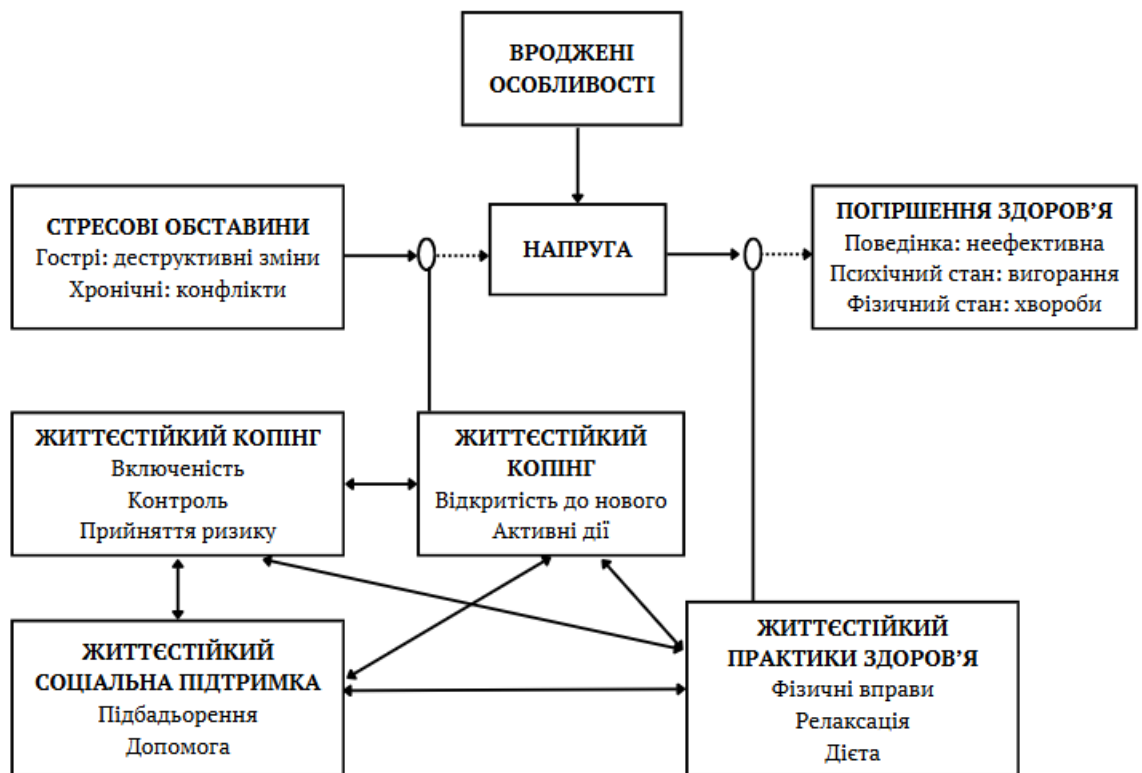 ВРОДЖЕНІ
ОСОБЛИВОСТІ
СТРЕСОВІ ОБСТАВИНИ
Гострі: деструктивні зміни
Хронічні: конфлікти
НАПРУГА
ПОГІРШЕННЯ ЗДОРОВ’Я
Поведінка: неефективна
Психічний стан: вигорання
Фізичний стан: хвороби
ЖИТТЄСТІЙКИЙ КОПІНГ
Включеність
Контроль
Прийняття ризику
ЖИТТЄСТІЙКИЙ
КОПІНГ
Відкритість до нового
Активні дії
ЖИТТЄСТІЙКИЙ
СОЦІАЛЬНА ПІДТРИМКА
Підбадьорення
Допомога
ЖИТТЄСТІЙКИЙ
ПРАКТИКИ ЗДОРОВ’Я
Фізичні вправи
Релаксація
Дієта